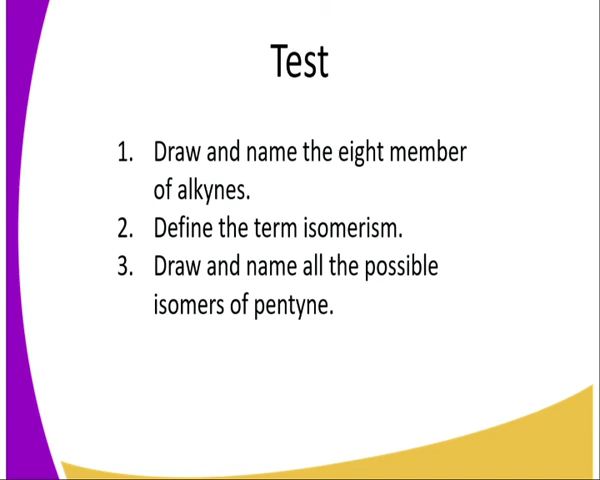 Test
1. Draw and name the eight member
of alkynes.
2. Define the term isomerism.
3. Draw and name all the possible
isomers of pentyne.